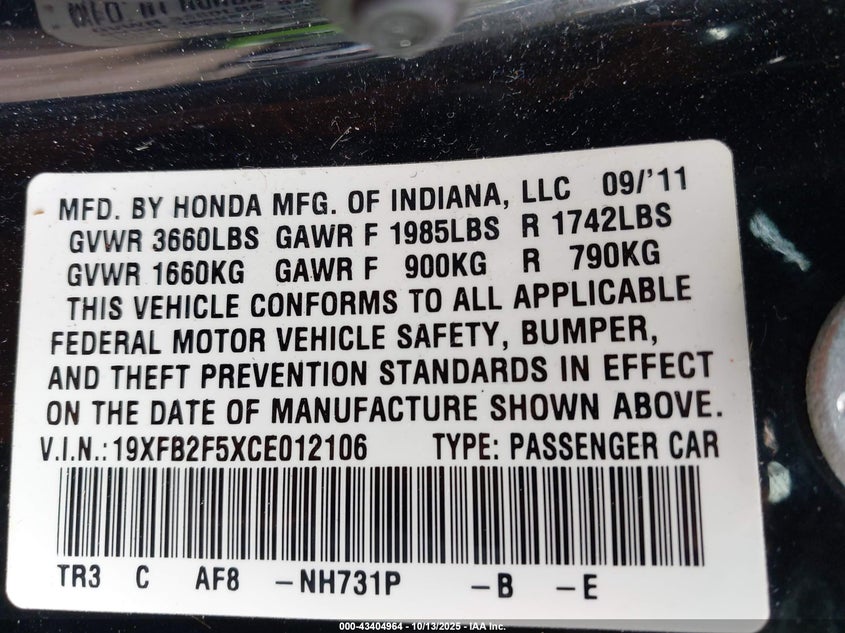 MFD. BY HONDA
MFD. BY HONDA MFG. OF INDIANA, LLC 09/'11
GVWR 3660LBS GAWR F 1985LBS R 1742LBS
GVWR 1660KG GAWR F 900KG R 790KG
THIS VEHICLE CONFORMS TO ALL APPLICABLE
FEDERAL MOTOR VEHICLE SAFETY, BUMPER,
AND THEFT PREVENTION STANDARDS IN EFFECT
ON THE DATE OF MANUFACTURE SHOWN ABOVE.
V.I.N.:19XFB2F5XCE012106 TYPE: PASSENGER CAR
TR3 C AF8 -NH731P -B -E
000-43404964 - 10/13/2025 - IAA Inc.